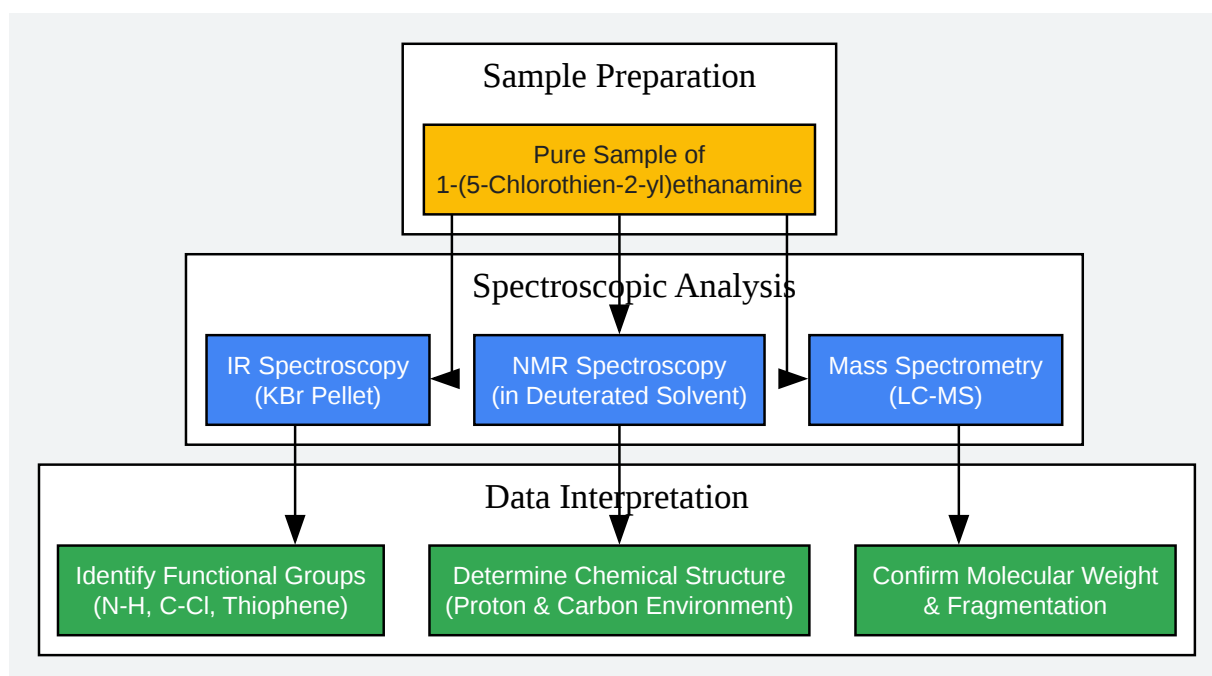 Sample Preparation
Pure Sample of
1-(5-Chlorothien-2-yl)ethanamine
Spectroscopic Analysis
IR Spectroscopy
(KBr Pellet)
NMR Spectroscopy
(in Deuterated Solvent)
Mass Spectrometry
(LC-MS)
Data Interpretation
Identify Functional Groups
(N-H, C-Cl, Thiophene)
Determine Chemical Structure
(Proton & Carbon Environment)
Confirm Molecular Weight
& Fragmentation